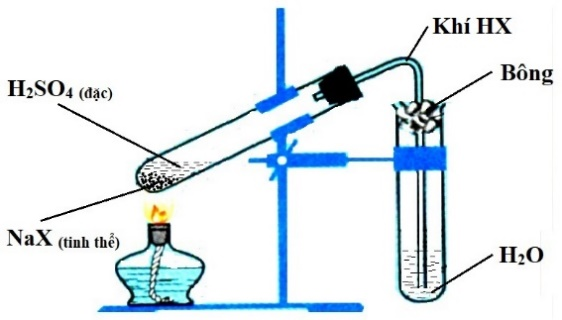 Khí HX
Bông
H₂SO₄ (đặc)
NaX (tinh thể)
H₂O